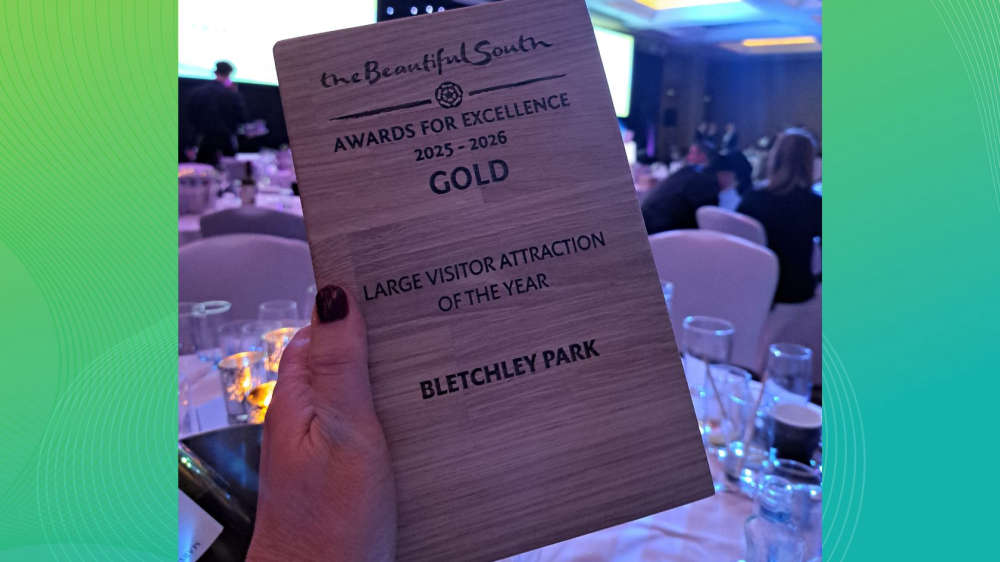 the Beautiful South
AWARDS FOR EXCELLENCE
2025 - 2026
GOLD
LARGE VISITOR ATTRACTION
OF THE YEAR
BLETCHLEY PARK